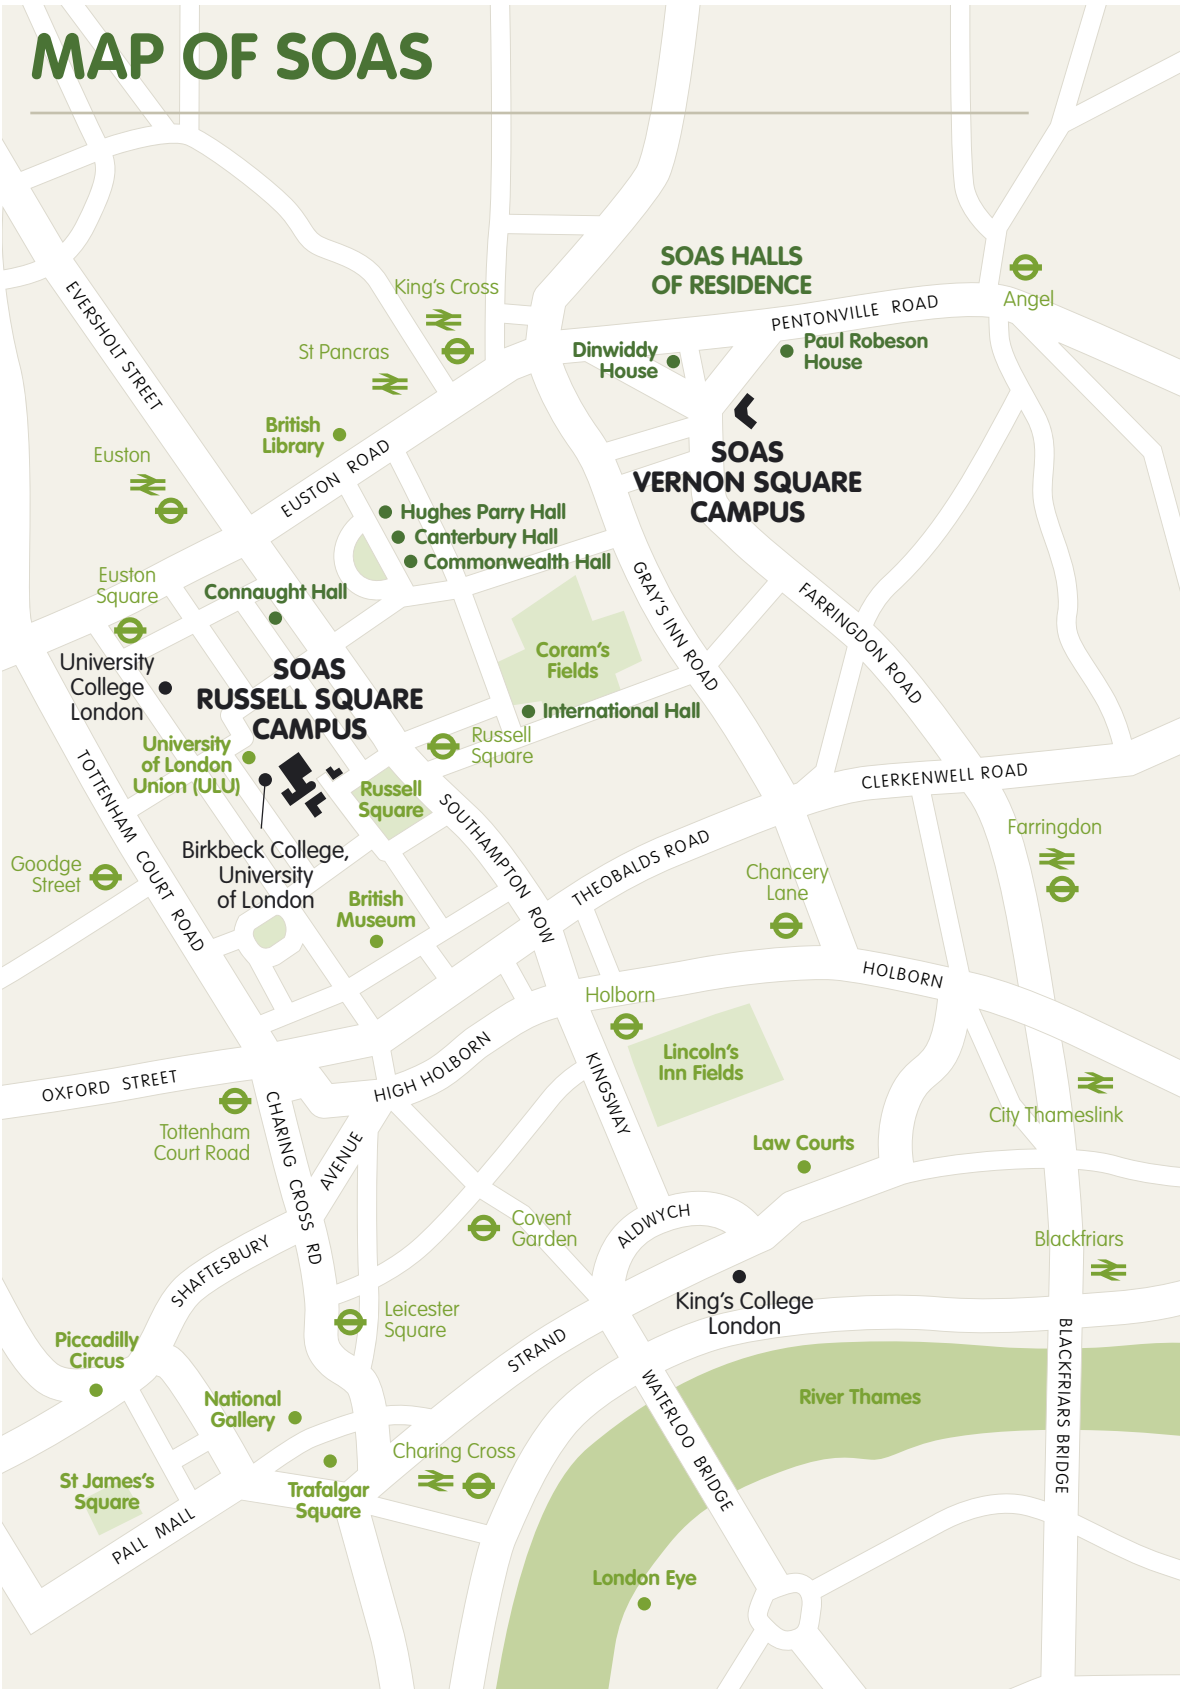 MAP OF SOAS
SOAS HALLS
OF RESIDENCE
King's Cross
Angel
PENTONVILLE ROAD
EVERSHOLT STREET
St Pancras
Dinwiddy
House
Paul Robeson
House
British
Library
EUSTON ROAD
Euston
SOAS
VERNON SQUARE
CAMPUS
Hughes Parry Hall
Canterbury Hall
Commonwealth Hall
Euston
Square
Connaught Hall
GRAY'S INN ROAD
FARRINGDON ROAD
Coram's
Fields
University
College
London
SOAS
RUSSELL SQUARE
CAMPUS
International Hall
Russell
Square
University
of London
Union (ULU)
TOTTENHAM COURT ROAD
Russell
Square
SOUTHAMPTON ROW
CLERKENWELL ROAD
Birkbeck College,
University
of London
Goodge
Street
THEOBALDS ROAD
Farringdon
Chancery
Lane
British
Museum
HOLBORN
Holborn
Lincoln's
Inn Fields
KINGSWAY
HIGH HOLBORN
OXFORD STREET
City Thameslink
Tottenham
Court Road
CHARING CROSS RD
AVENUE
SHAFTESBURY
Law Courts
ALDWYCH
Covent
Garden
Blackfriars
King's College
London
Leicester
Square
STRAND
Piccadilly
Circus
BLACKFRIARS BRIDGE
WATERLOO BRIDGE
River Thames
National
Gallery
Charing Cross
St James's
Square
Trafalgar
Square
PALL MALL
London Eye